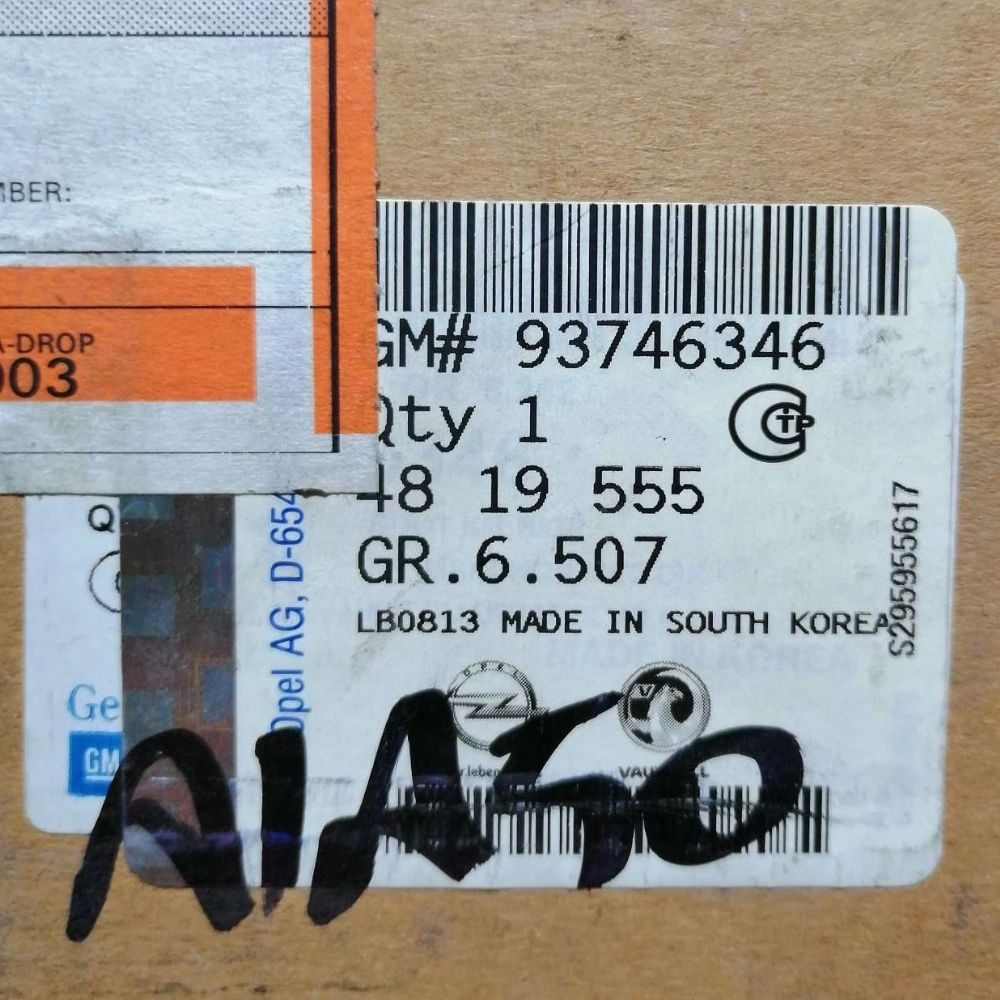 MBER:
A-DROP
003
GM# 93746346
Qty 1
48 19 555
GR.6.507
LB0813 MADE IN SOUTH KOREA
S295955617
Opel AG, D-654
Q
Ge
GM
OPEL
V